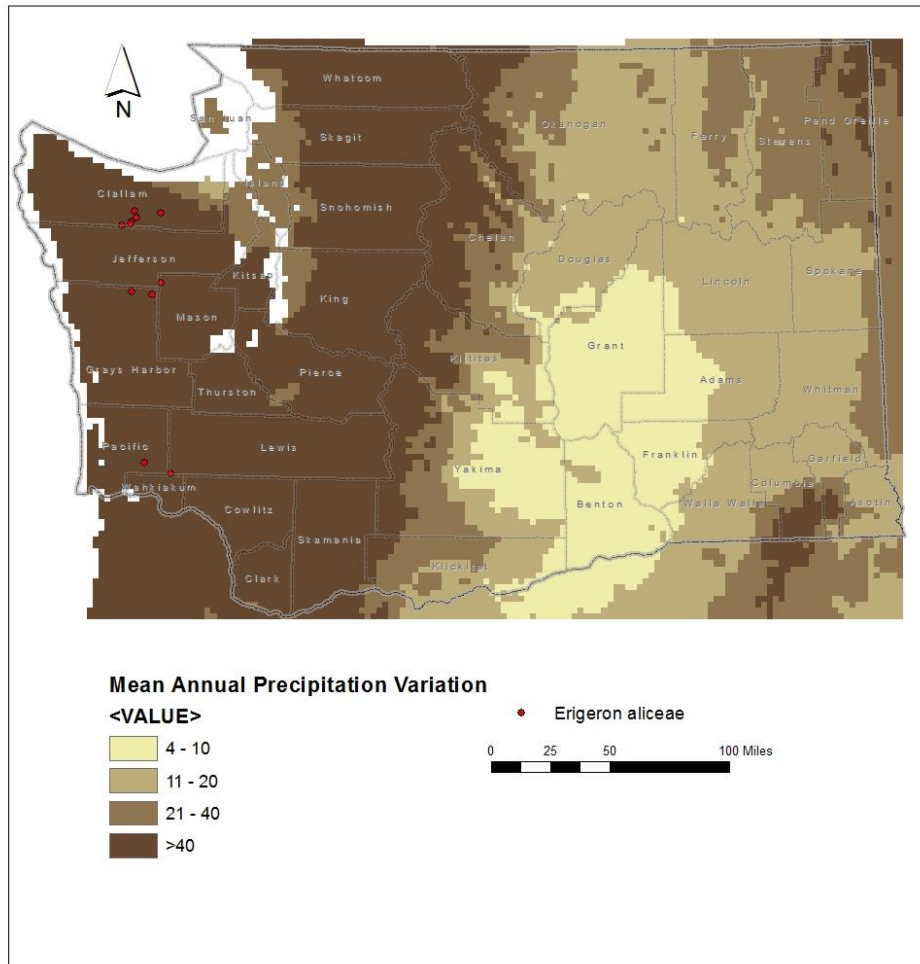 N
Whatcom
San Juan
Okanogan
Ferry
Stevens
Pend Oreille
Skagit
Clallam
Island
Snohomish
Chelan
Jefferson
Douglas
Lincoln
Spokane
Kitsap
King
Mason
Grant
Kittitas
Grays Harbor
Pierce
Adams
Whitman
Thurston
Pacific
Lewis
Yakima
Franklin
Garfield
Columbia
Wahkiakum
Benton
Walla Walla
Asotin
Cowlitz
Skamania
Klickitat
Clark
Mean Annual Precipitation Variation
<VALUE>
4 - 10
11 - 20
21 - 40
>40
Erigeron aliceae
0 25 50 100 Miles